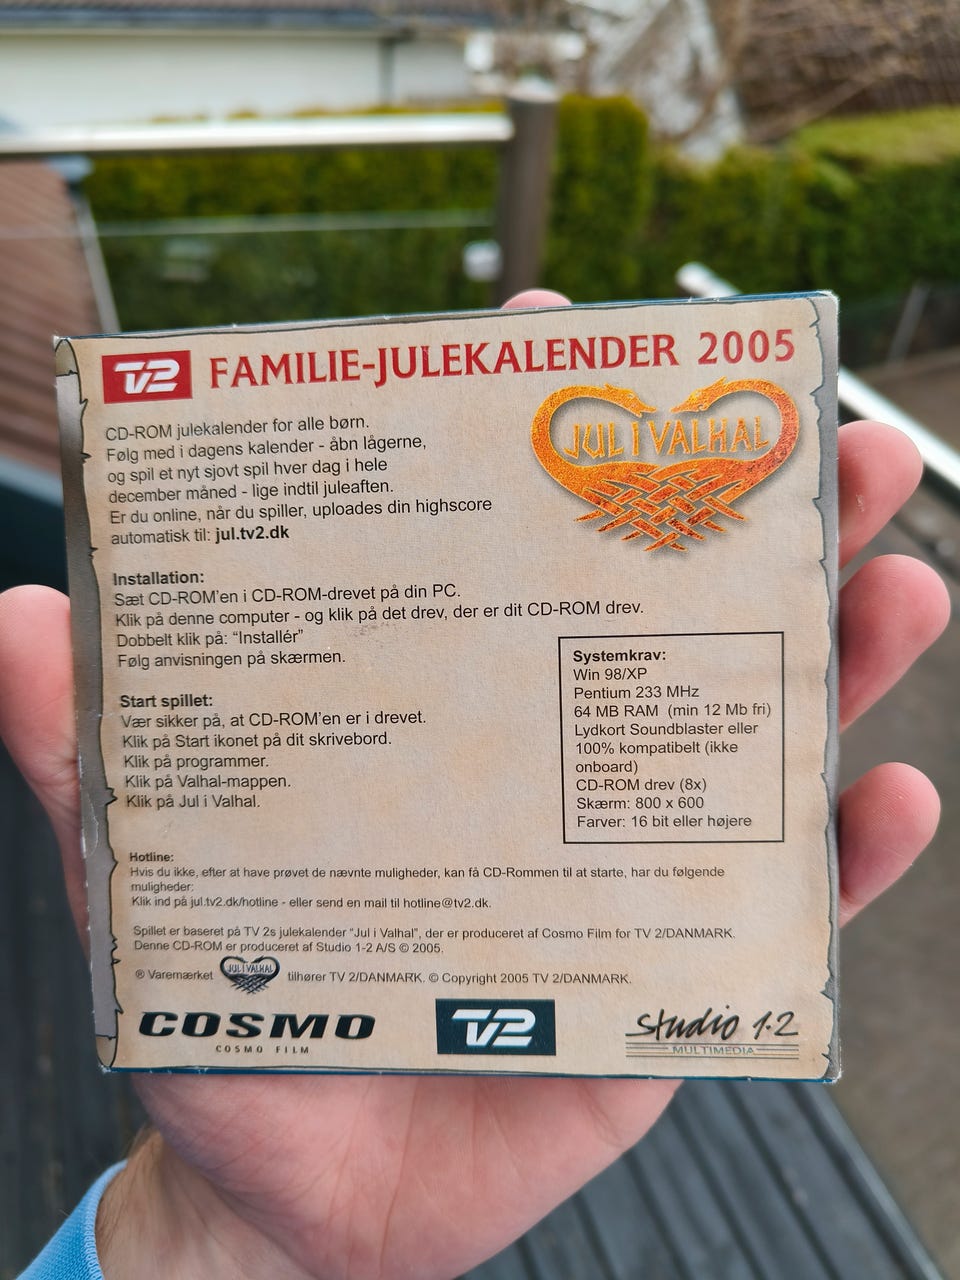 TV2 FAMILIE-JULEKALENDER 2005
JUL I VALHAL
CD-ROM julekalender for alle børn.
Følg med i dagens kalender - åbn lågerne,
og spil et nyt sjovt spil hver dag i hele
december måned - lige indtil juleaften.
Er du online, når du spiller, uploades din highscore
automatisk til: jul.tv2.dk
Installation:
Sæt CD-ROM'en i CD-ROM-drevet på din PC.
Klik på denne computer - og klik på det drev, der er dit CD-ROM drev.
Dobbelt klik på: “Installér”
Følg anvisningen på skærmen.
Start spillet:
Vær sikker på, at CD-ROM'en er i drevet.
Klik på Start ikonet på dit skrivebord.
Klik på programmer.
Klik på Valhal-mappen.
Klik på Jul i Valhal.
Systemkrav:
Win 98/XP
Pentium 233 MHz
64 MB RAM (min 12 Mb fri)
Lydkort Soundblaster eller
100% kompatibelt (ikke
onboard)
CD-ROM drev (8x)
Skærm: 800 x 600
Farver: 16 bit eller højere
Hotline:
Hvis du ikke, efter at have prøvet de nævnte muligheder, kan få CD-Rommen til at starte, har du følgende
muligheder:
Klik ind på jul.tv2.dk/hotline - eller send en mail til hotline@tv2.dk.
Spillet er baseret på TV 2s julekalender “Jul i Valhal”, der er produceret af Cosmo Film for TV 2/DANMARK.
Denne CD-ROM er produceret af Studio 1-2 A/S © 2005.
® Varemærket JUL I VALHAL tilhører TV 2/DANMARK. © Copyright 2005 TV 2/DANMARK.
COSMO TV2 Studio 1-2
COSMO FILM MULTIMEDIA